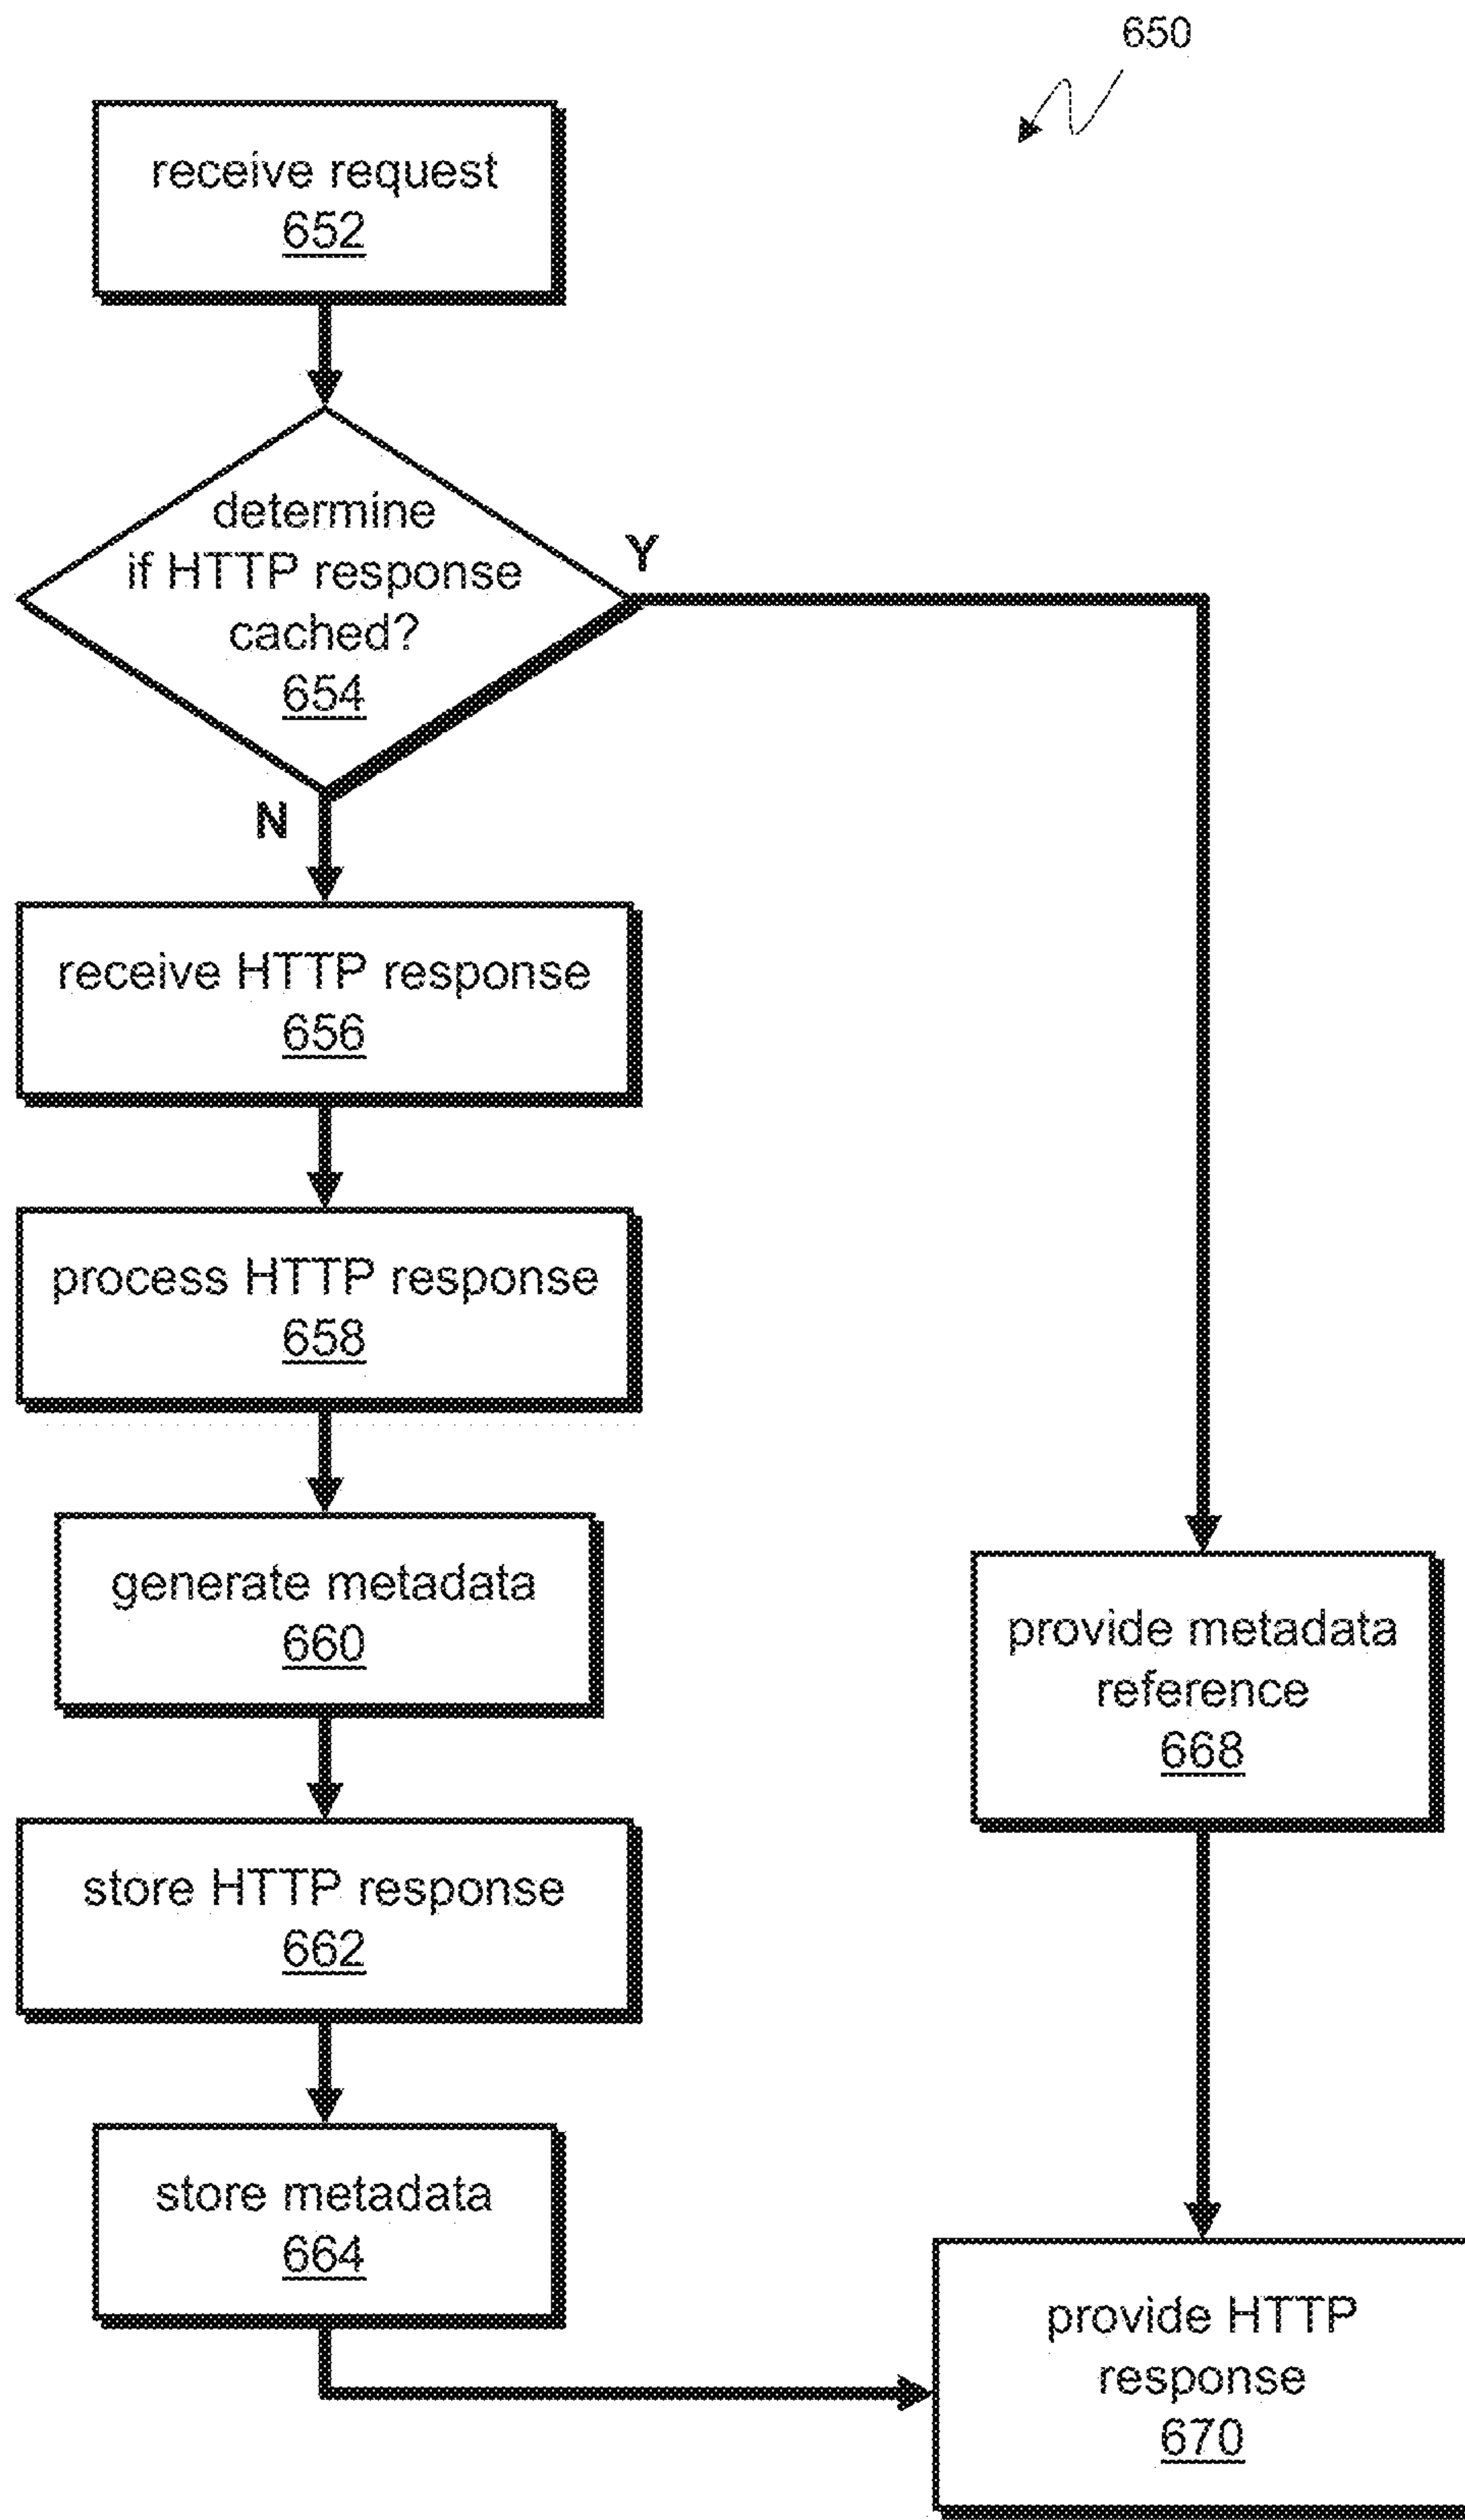 650
receive request
652
determine
if HTTP response
cached?
654
Y
N
receive HTTP response
656
process HTTP response
658
generate metadata
660
provide metadata
reference
668
store HTTP response
662
store metadata
664
provide HTTP
response
670